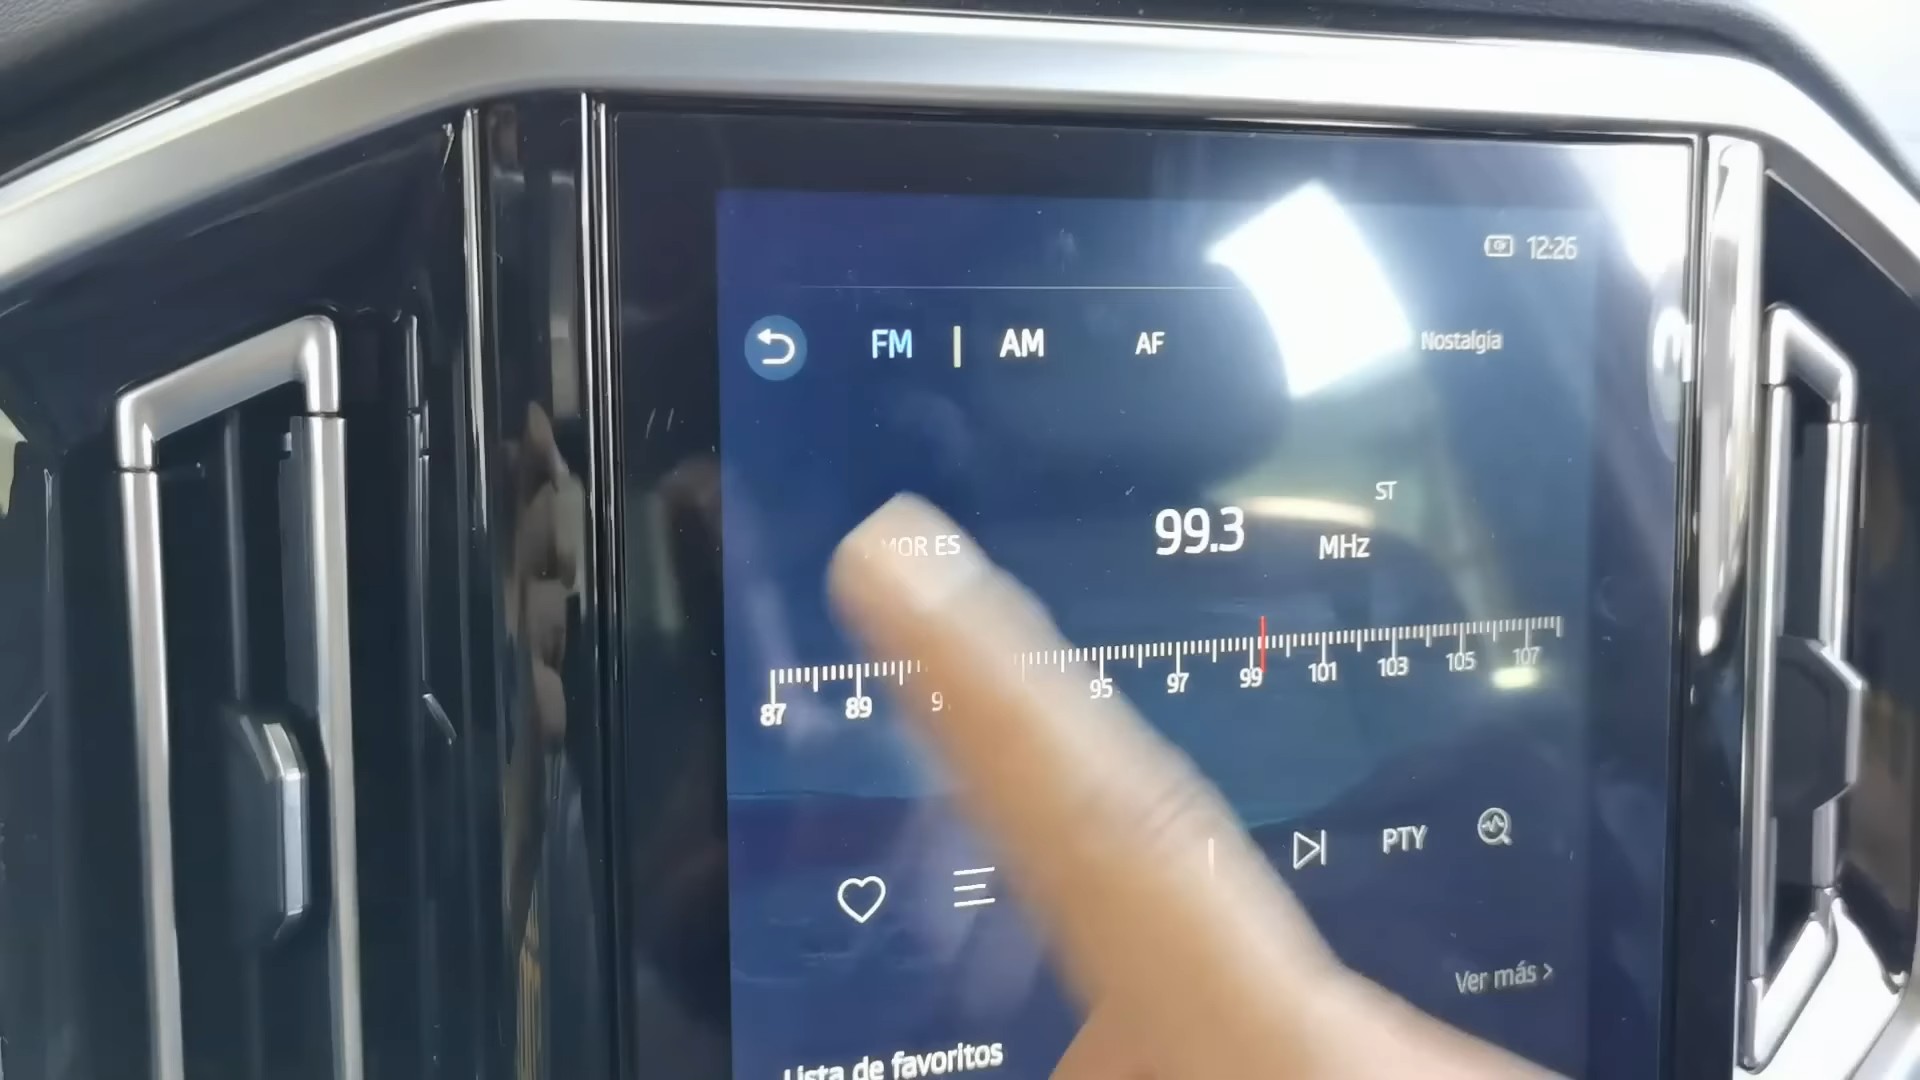 12:26
FM | AM AF Nostalgia
ST
MOR ES 99.3 MHz
87 89 9 95 97 99 101 103 105 107
PTY
Ver más >
Lista de favoritos